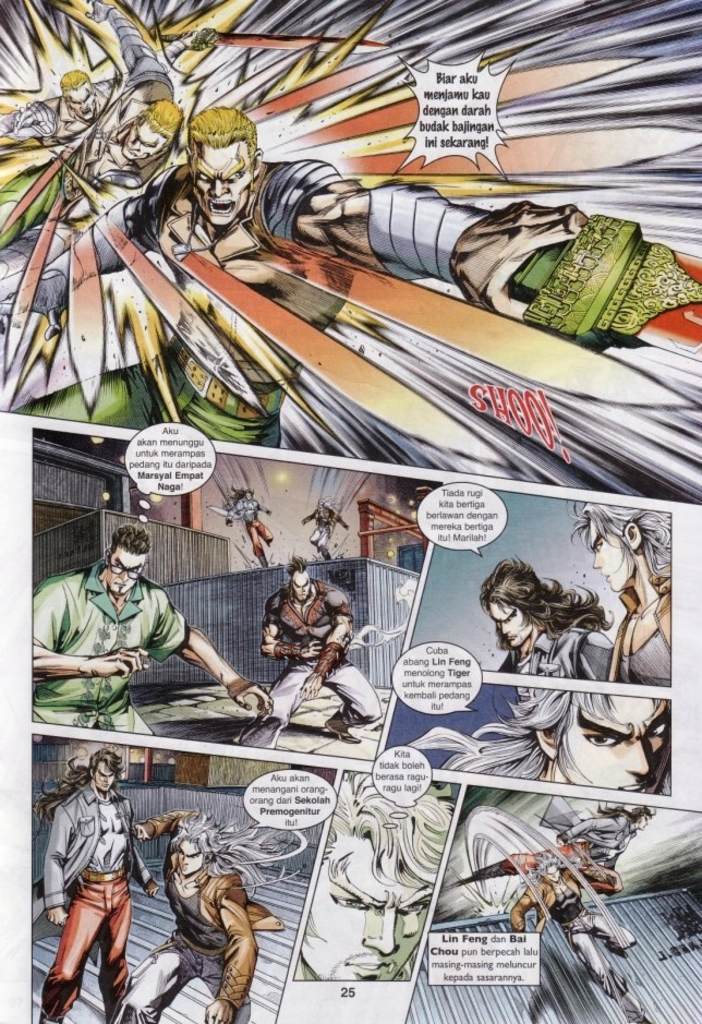 Biar aku
menjamu kau
dengan darah
budak bajingan
ini sekarang!
SHOO!
Aku
akan menunggu
untuk merampas
pedang itu daripada
Marsyal Empat
Naga!
Tiada rugi
kita bertiga
berlawan dengan
mereka bertiga
itu! Marilah!
Cuba
abang Lin Feng
menolong Tiger
untuk merampas
kembali pedang
itu!
Aku akan
menangani orang-
orang dari Sekolah
Premogenitur
itu!
Kita
tidak boleh
berasa ragu-
ragu lagi!
Lin Feng dan Bai
Chou pun berpecah lalu
masing-masing meluncur
kepada sasarannya.
25